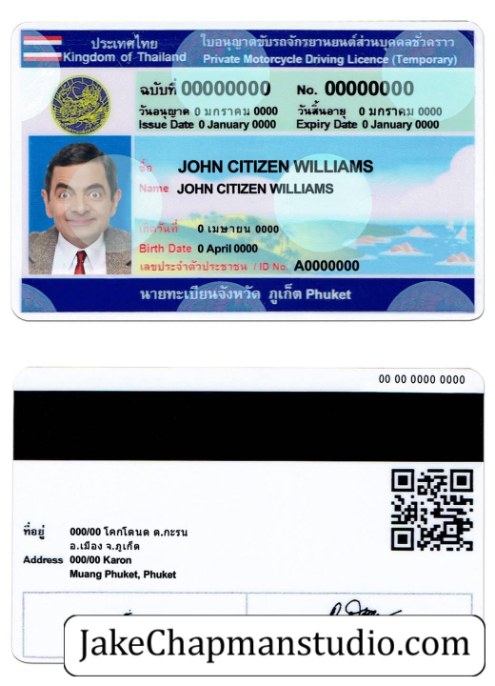 ประเทศไทย
Kingdom of Thailand
ใบอนุญาตขับรถจักรยานยนต์ส่วนบุคคลชั่วคราว
Private Motorcycle Driving Licence (Temporary)
ฉบับที่ 00000000 No. 00000000
วันอนุญาต 0 มกราคม 0000 วันสิ้นอายุ 0 มกราคม 0000
Issue Date 0 January 0000 Expiry Date 0 January 0000
ชื่อ JOHN CITIZEN WILLIAMS
Name JOHN CITIZEN WILLIAMS
เกิดวันที่ 0 เมษายน 0000
Birth Date 0 April 0000
เลขประจำตัวประชาชน / ID No. A0000000
นายทะเบียนจังหวัด ภูเก็ต Phuket
00 00 0000 0000
ที่อยู่ 000/00 โคกโตนด ต.กะรน
อ.เมือง จ.ภูเก็ต
Address 000/00 Karon
Muang Phuket, Phuket
JakeChapmanstudio.com